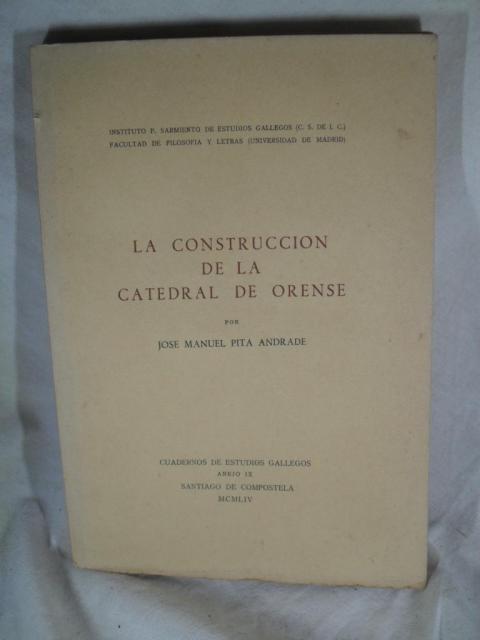 INSTITUTO P. SARMIENTO DE ESTUDIOS GALLEGOS (C. S. DE I. C.)
FACULTAD DE FILOSOFIA Y LETRAS (UNIVERSIDAD DE MADRID)
LA CONSTRUCCION
DE LA
CATEDRAL DE ORENSE
POR
JOSE MANUEL PITA ANDRADE
CUADERNOS DE ESTUDIOS GALLEGOS
ANEJO IX
SANTIAGO DE COMPOSTELA
MCMLIV